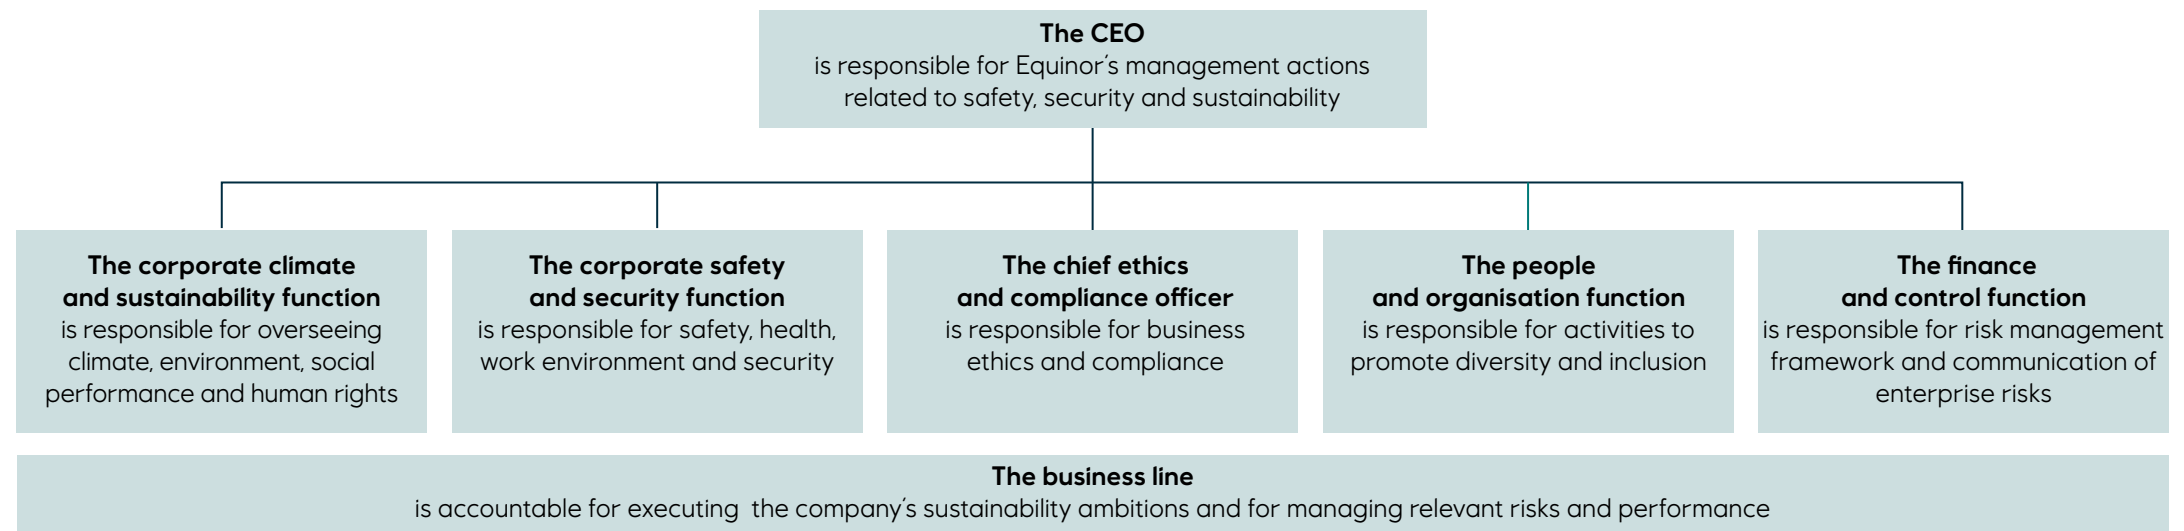 The CEO
is responsible for Equinor´s management actions
related to safety, security and sustainability
The corporate climate
and sustainability function
is responsible for overseeing
climate, environment, social
performance and human rights
The corporate safety
and security function
is responsible for safety, health,
work environment and security
The chief ethics
and compliance officer
is responsible for business
ethics and compliance
The people
and organisation function
is responsible for activities to
promote diversity and inclusion
The finance
and control function
is responsible for risk management
framework and communication of
enterprise risks
The business line
is accountable for executing  the company´s sustainability ambitions and for managing relevant risks and performance